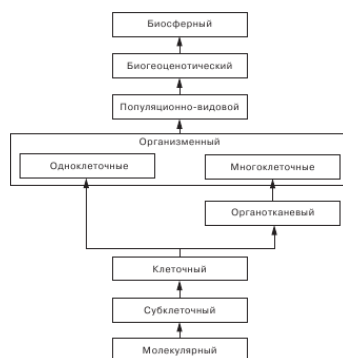 Биосферный
Биогеоценотический
Популяционно-видовой
Организменный
Одноклеточные
Многоклеточные
Органотканевый
Клеточный
Субклеточный
Молекулярный